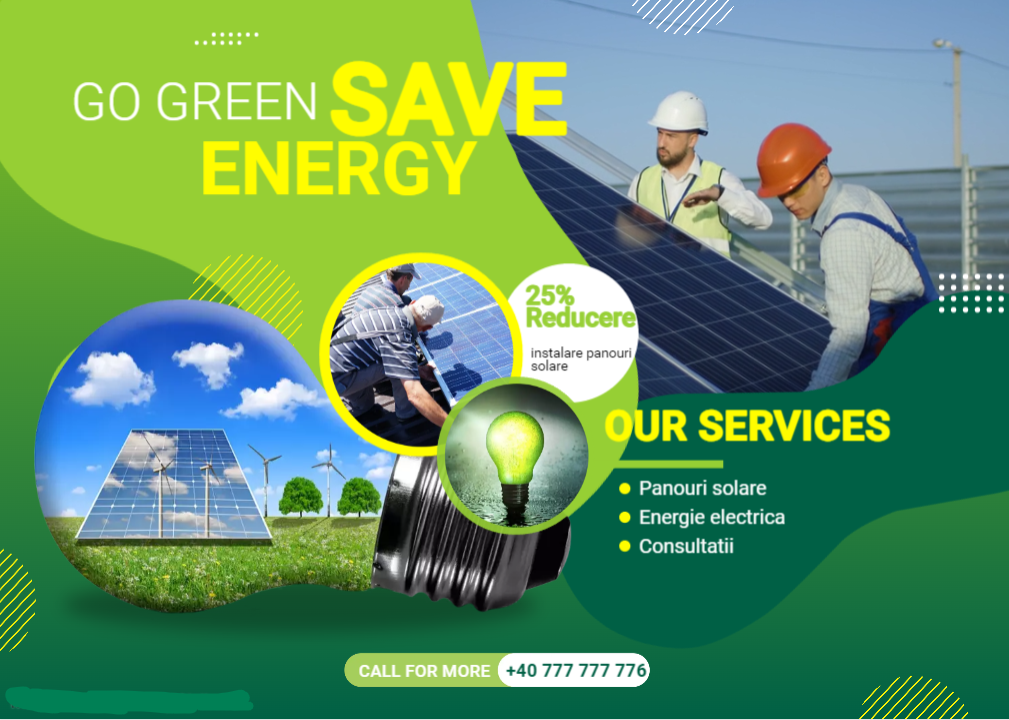 GO GREEN SAVE
ENERGY
25%
Reducere
instalare panouri
solare
OUR SERVICES
Panouri solare
Energie electrica
Consultatii
CALL FOR MORE +40 777 777 776